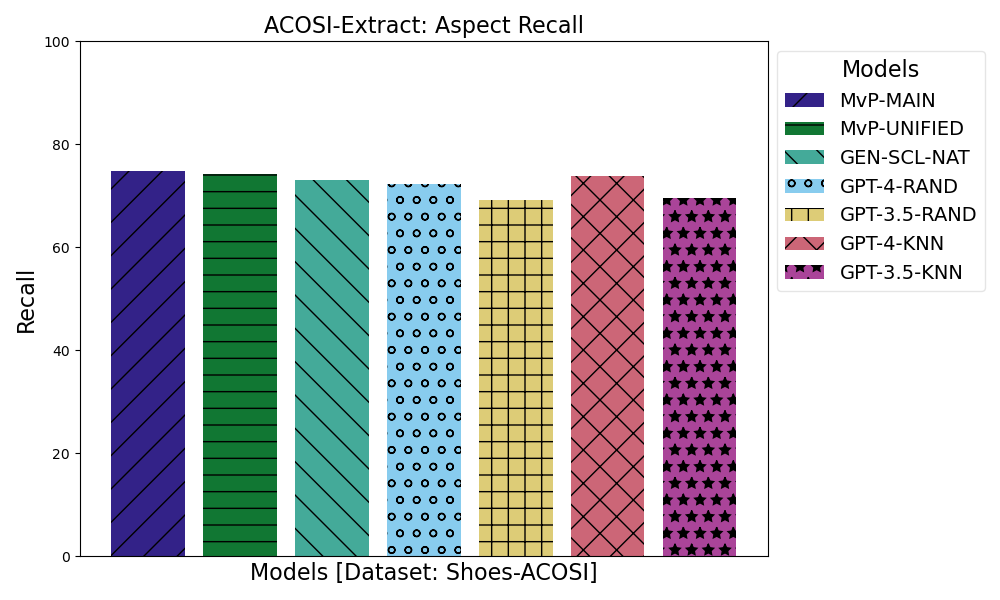 ACOSI-Extract: Aspect Recall
100
80
60
40
20
0
Recall
Models [Dataset: Shoes-ACOSI]
Models
MvP-MAIN
MvP-UNIFIED
GEN-SCL-NAT
GPT-4-RAND
GPT-3.5-RAND
GPT-4-KNN
GPT-3.5-KNN